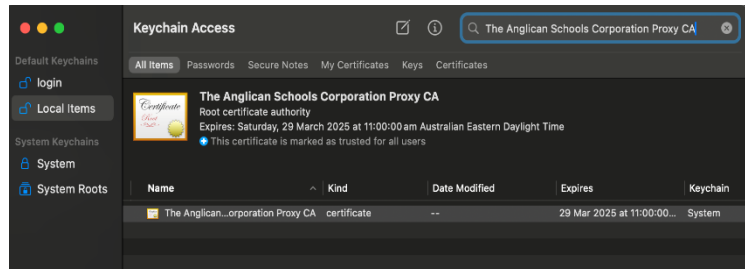 Keychain Access
The Anglican Schools Corporation Proxy CA
Default Keychains
login
Local Items
System Keychains
System
System Roots
All Items Passwords Secure Notes My Certificates Keys Certificates
Certificate
Root
The Anglican Schools Corporation Proxy CA
Root certificate authority
Expires: Saturday, 29 March 2025 at 11:00:00 am Australian Eastern Daylight Time
This certificate is marked as trusted for all users
Name Kind Date Modified Expires Keychain
The Anglican...orporation Proxy CA certificate -- 29 Mar 2025 at 11:00:00... System